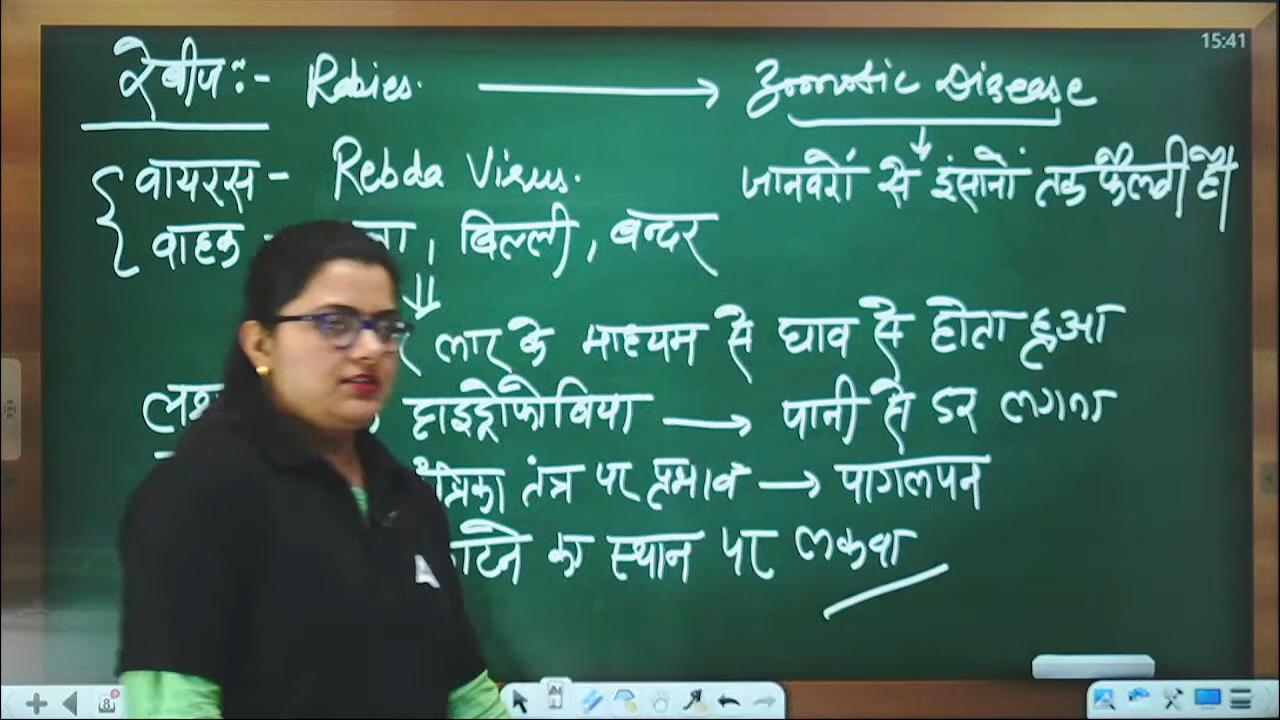 15:41
रेबीज :- Rabies. → Zoonotic Disease
वायरस - Rebda Virus. जानवरों से इंसानों तक फैलती है।
वाहक - बिल्ली, बन्दर
लार के माध्यम से घाव से होता हुआ
हाइड्रोफोबिया → पानी से डर लगना
तंत्र पर प्रभाव → पागलपन
का स्थान पर लकवा